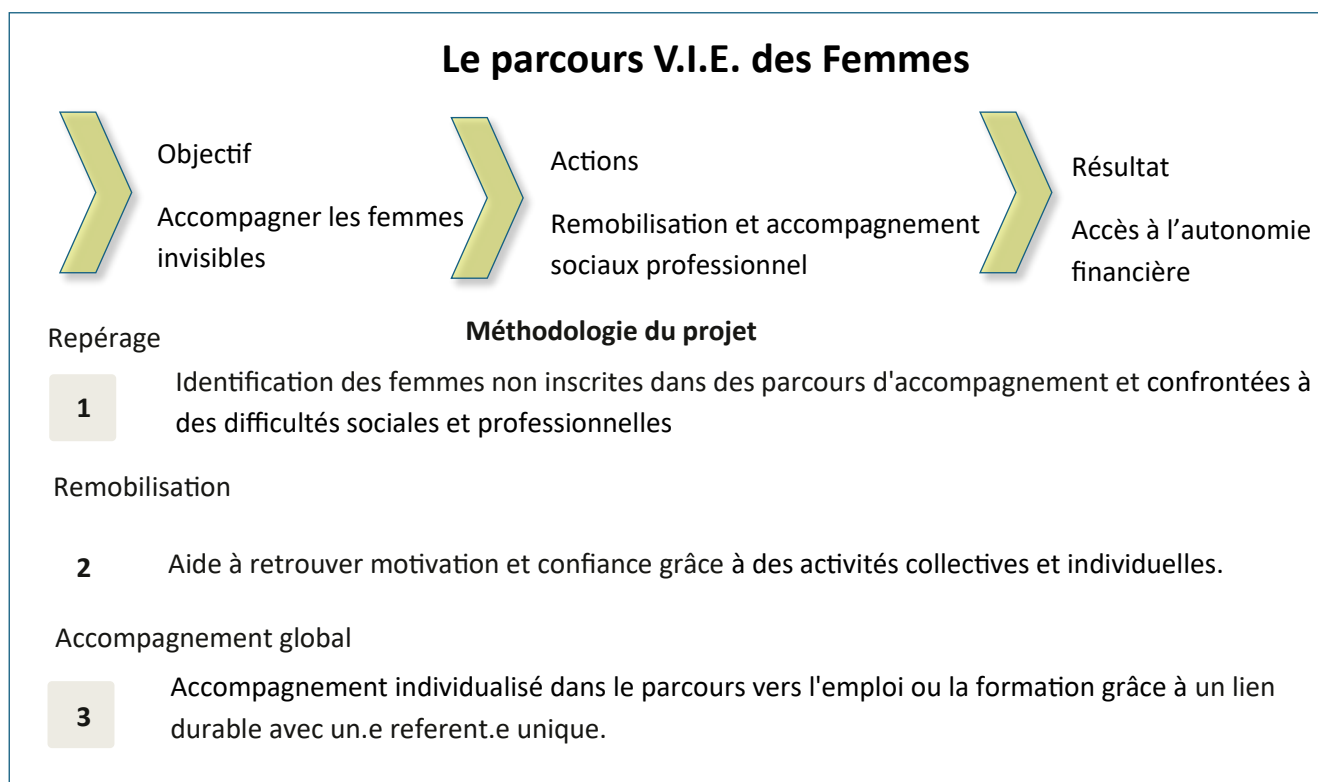 Le parcours V.I.E. des Femmes
Objectif
Accompagner les femmes
invisibles
Actions
Remobilisation et accompagnement
sociaux professionnel
Résultat
Accès à l’autonomie
financière
Méthodologie du projet
Repérage
1
Identification des femmes non inscrites dans des parcours d'accompagnement et confrontées à
des difficultés sociales et professionnelles
Remobilisation
2
Aide à retrouver motivation et confiance grâce à des activités collectives et individuelles.
Accompagnement global
3
Accompagnement individualisé dans le parcours vers l'emploi ou la formation grâce à un lien
durable avec un.e referent.e unique.